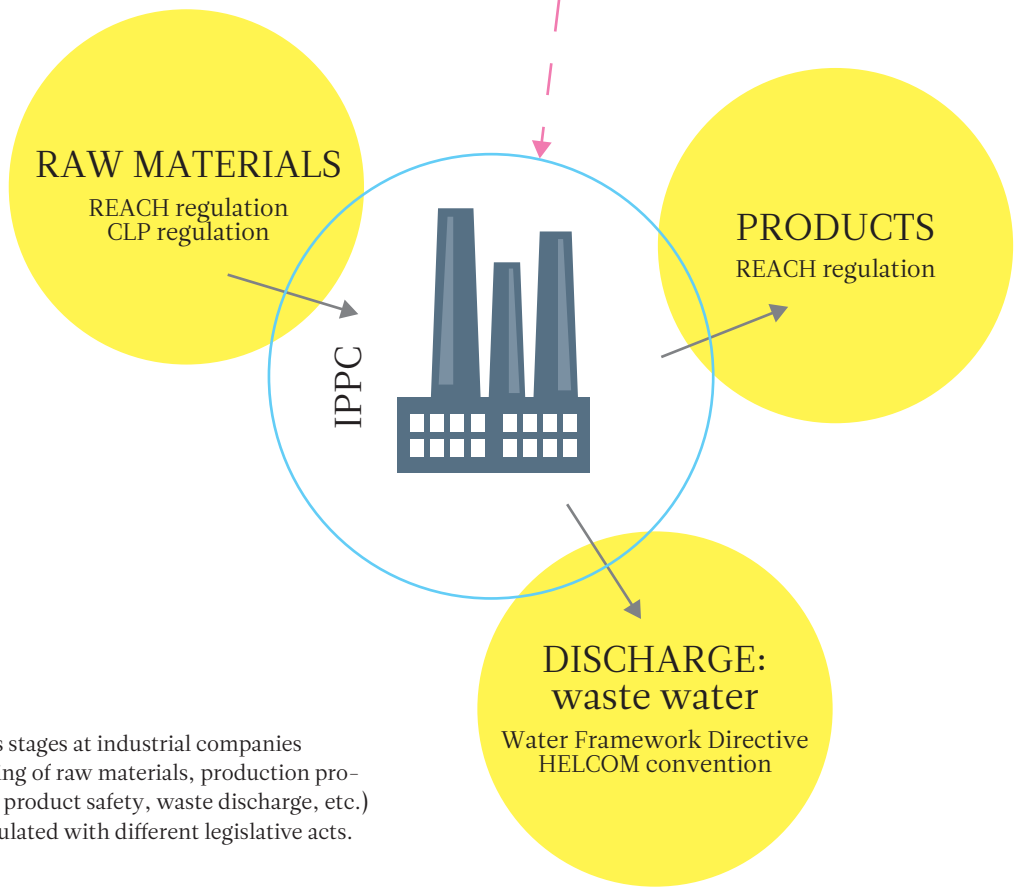 RAW MATERIALS
REACH regulation
CLP regulation
PRODUCTS
REACH regulation
IPPC
DISCHARGE:
waste water
Water Framework Directive
HELCOM convention
s stages at industrial companies
ing of raw materials, production pro-
product safety, waste discharge, etc.)
ulated with different legislative acts.